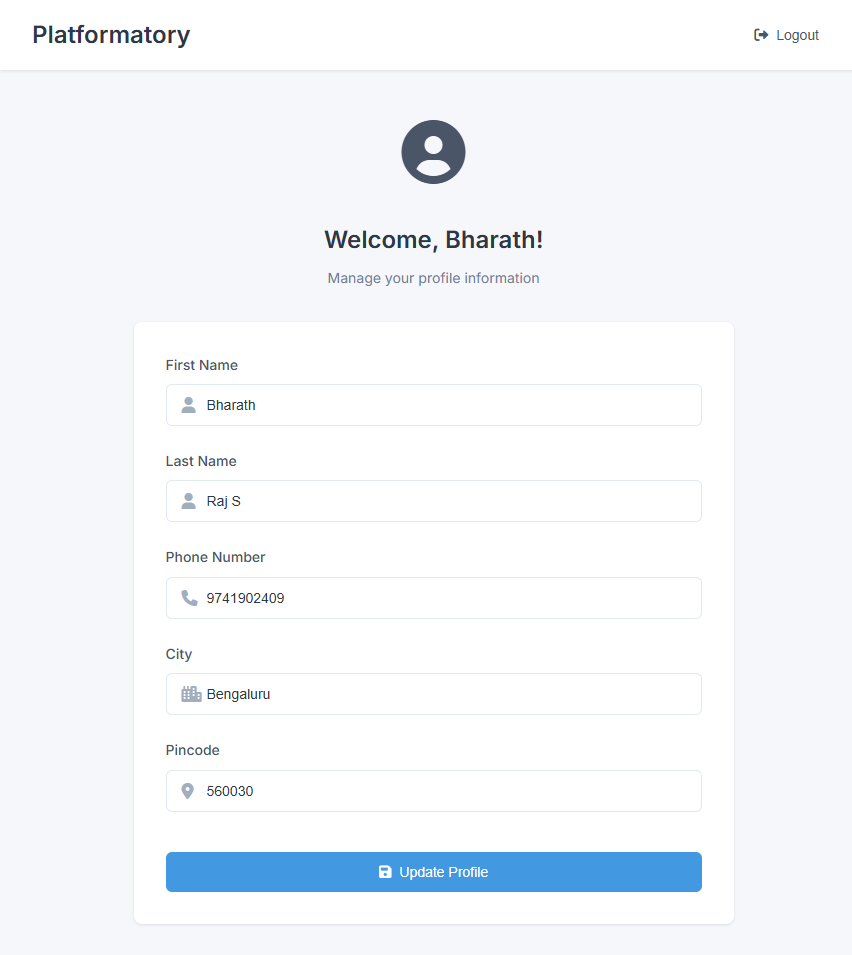 Platformatory
Logout
Welcome, Bharath!
Manage your profile information
First Name
Bharath
Last Name
Raj S
Phone Number
9741902409
City
Bengaluru
Pincode
560030
Update Profile